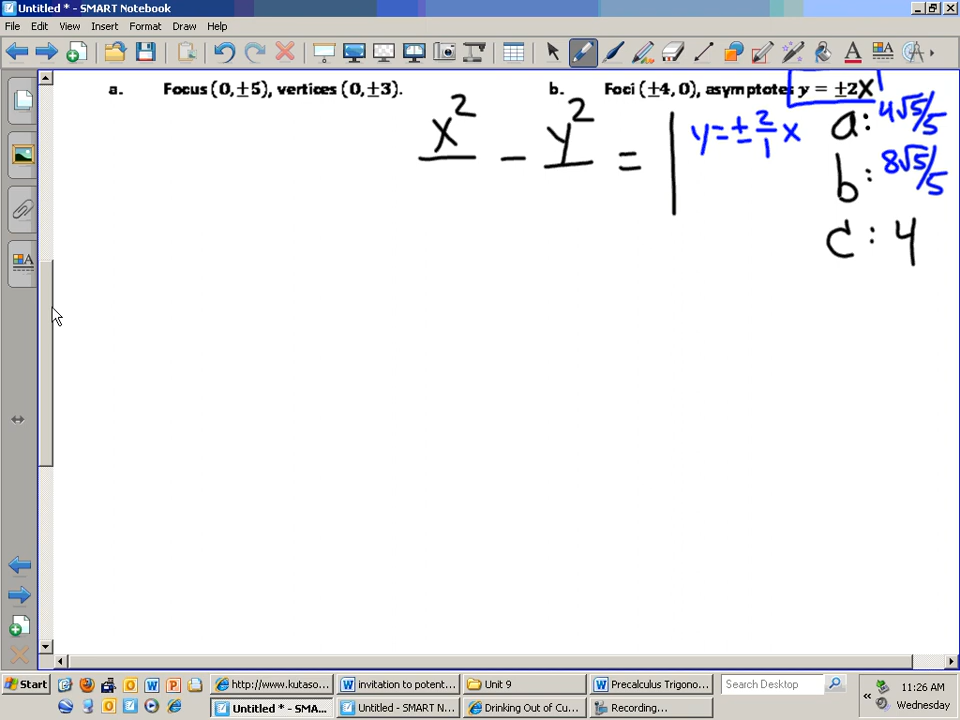 Untitled * - SMART Notebook
File Edit View Insert Format Draw Help
a. Focus (0,±5), vertices (0,±3). b. Foci (±4, 0), asymptotes y = ±2x
x² − y² = 1
y=± 2/1 x
a: 4√5/5
b: 8√5/5
c: 4
Start http://www.kutaso... invitation to potent... Unit 9 Precalculus Trigono... Search Desktop 11:26 AM
Untitled * - SMA... Untitled - SMART N... Drinking Out of Cu... Recording... Wednesday